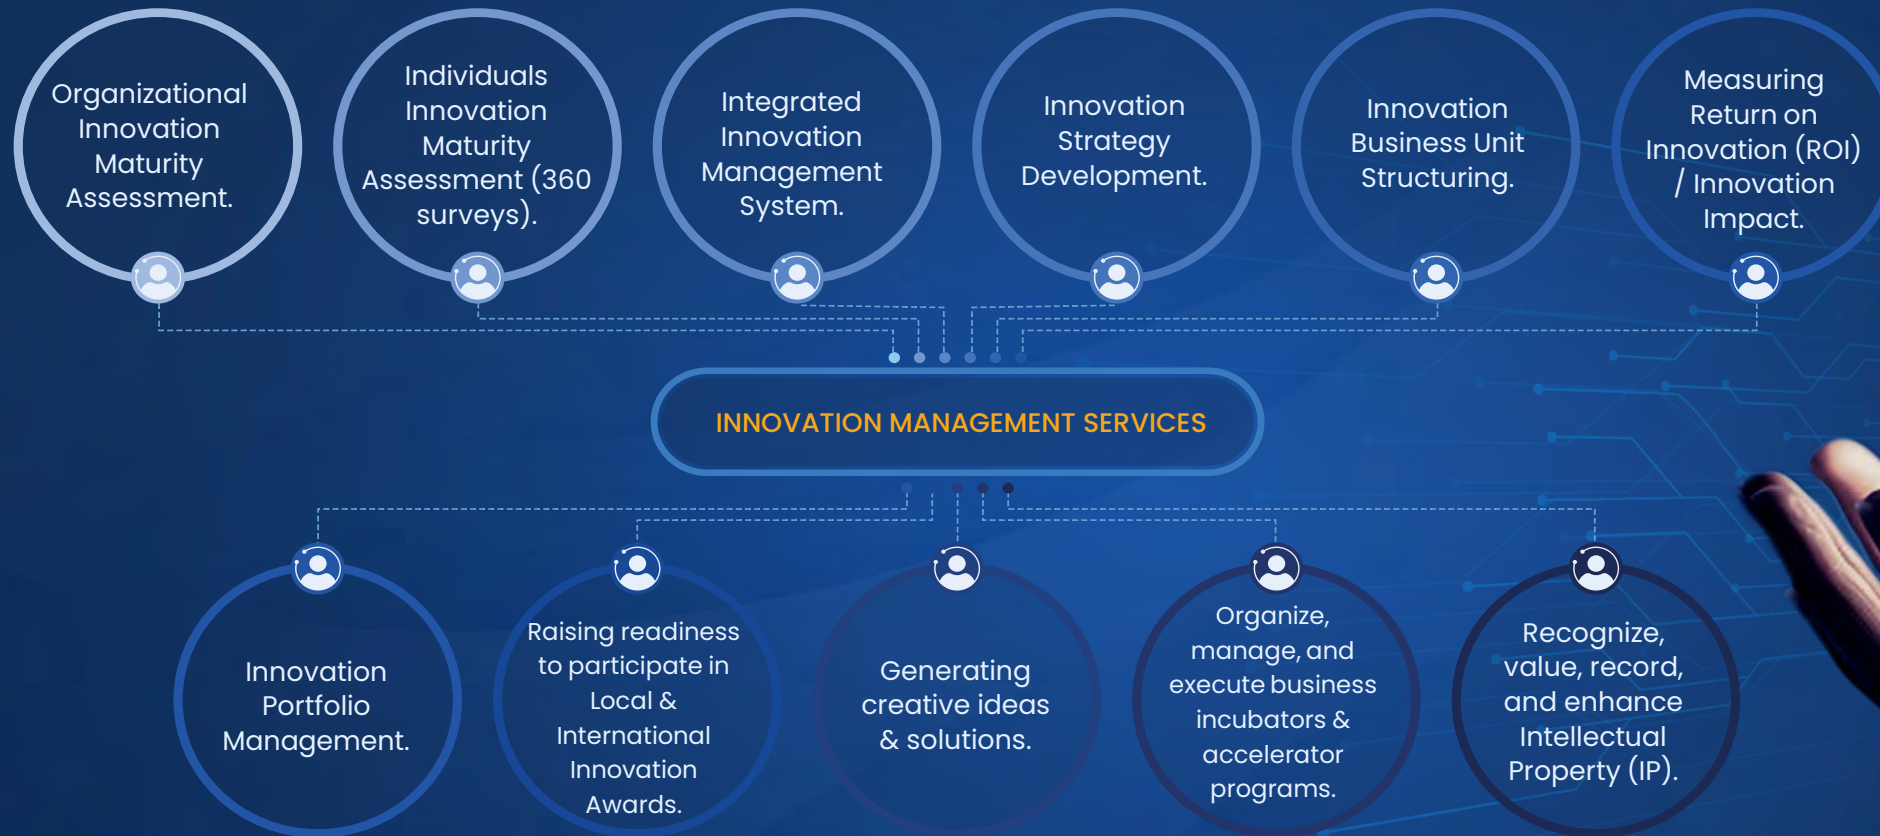 Organizational
Innovation
Maturity
Assessment.
Individuals
Innovation
Maturity
Assessment (360
surveys).
Integrated
Innovation
Management
System.
Innovation
Strategy
Development.
Innovation
Business Unit
Structuring.
Measuring
Return on
Innovation (ROI)
/ Innovation
Impact.
INNOVATION MANAGEMENT SERVICES
Innovation
Portfolio
Management.
Raising readiness
to participate in
Local &
International
Innovation
Awards.
Generating
creative ideas
& solutions.
Organize,
manage, and
execute business
incubators &
accelerator
programs.
Recognize,
value, record,
and enhance
Intellectual
Property (IP).